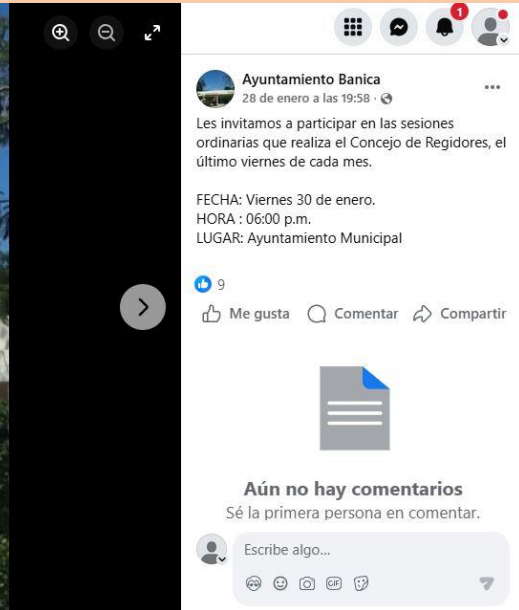 1
Ayuntamiento Banica
28 de enero a las 19:58 ·
Les invitamos a participar en las sesiones
ordinarias que realiza el Concejo de Regidores, el
último viernes de cada mes.
FECHA: Viernes 30 de enero.
HORA : 06:00 p.m.
LUGAR: Ayuntamiento Municipal
9
Me gusta Comentar Compartir
Aún no hay comentarios
Sé la primera persona en comentar.
Escribe algo...
GIF